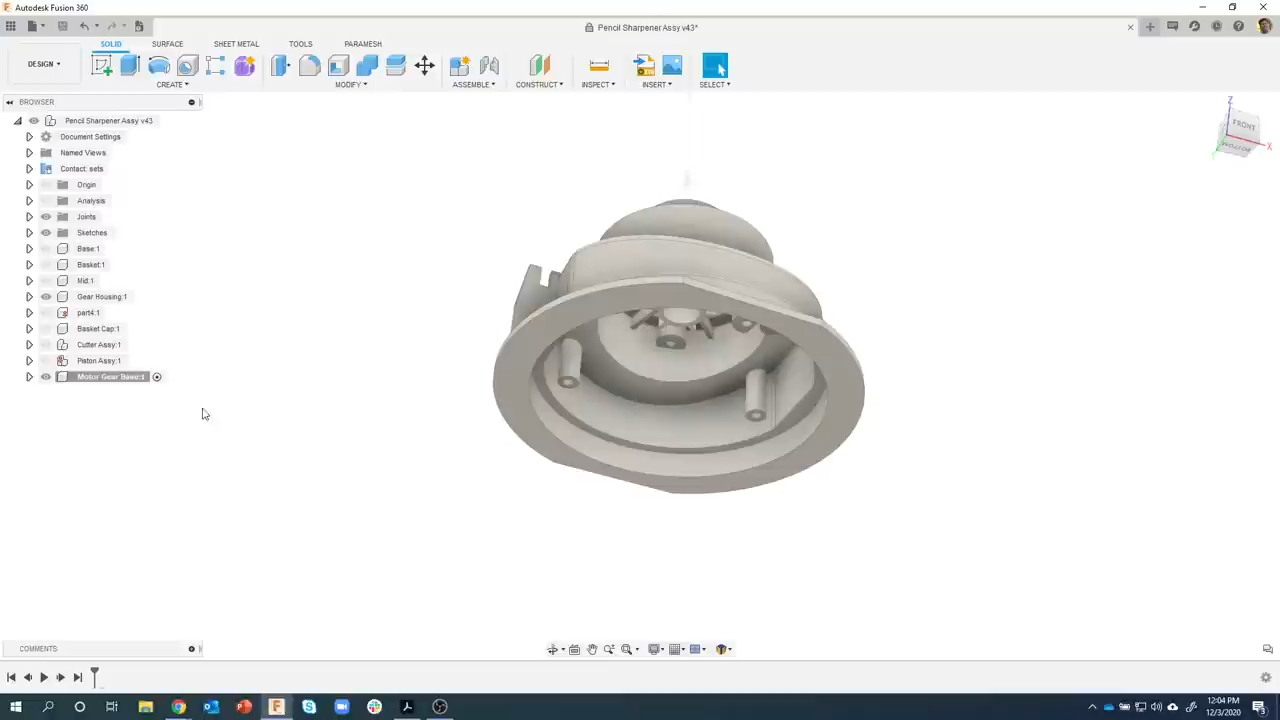 Autodesk Fusion 360
Pencil Sharpener Assy v43*
DESIGN
SOLID SURFACE SHEET METAL TOOLS PARAMESH
CREATE MODIFY ASSEMBLE CONSTRUCT INSPECT INSERT SELECT
BROWSER
Pencil Sharpener Assy v43
Document Settings
Named Views
Contact: sets
Origin
Analysis
Joints
Sketches
Base:1
Basket:1
Mid:1
Gear Housing:1
part4:1
Basket Cap:1
Cutter Assy:1
Piston Assy:1
Motor Gear Base:1
Z
FRONT
X
COMMENTS
12:04 PM
12/3/2020